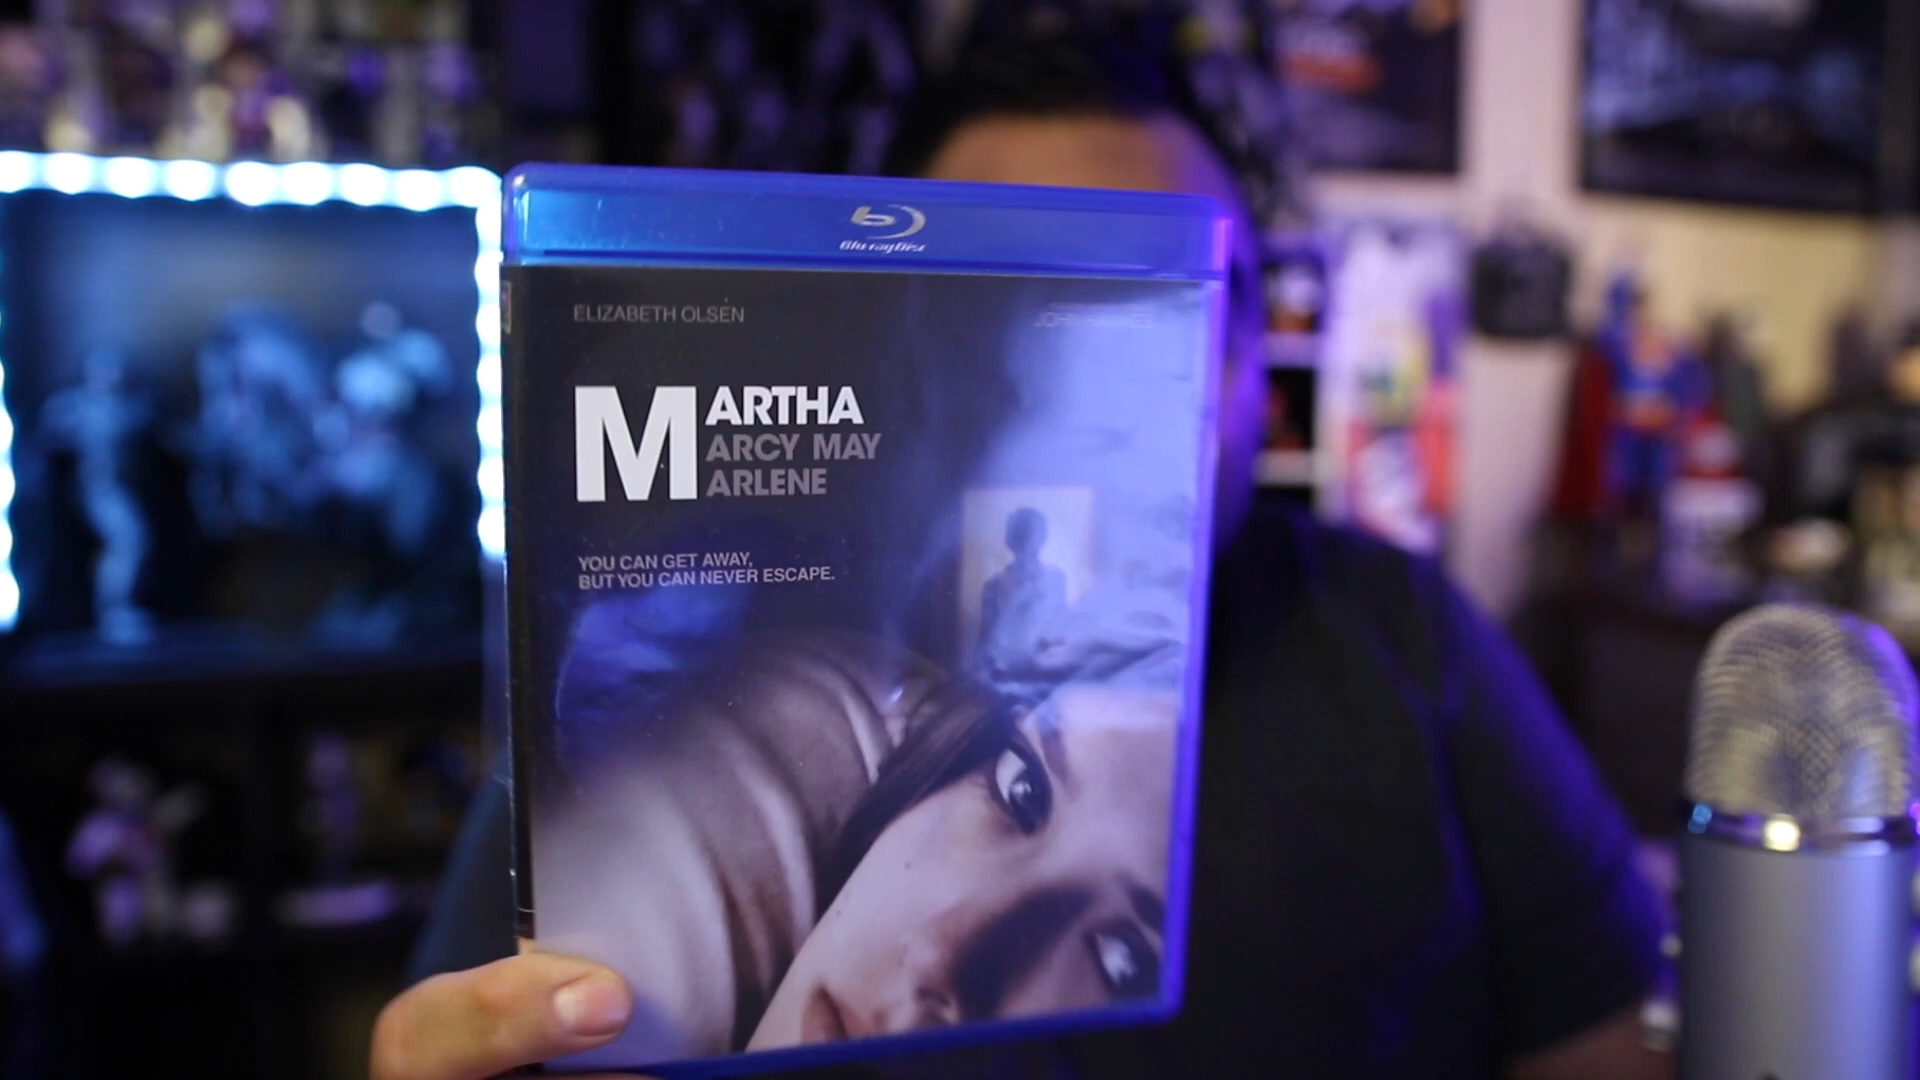 Blu-ray Disc
ELIZABETH OLSEN
MARTHA
ARCY MAY
ARLENE
YOU CAN GET AWAY,
BUT YOU CAN NEVER ESCAPE.